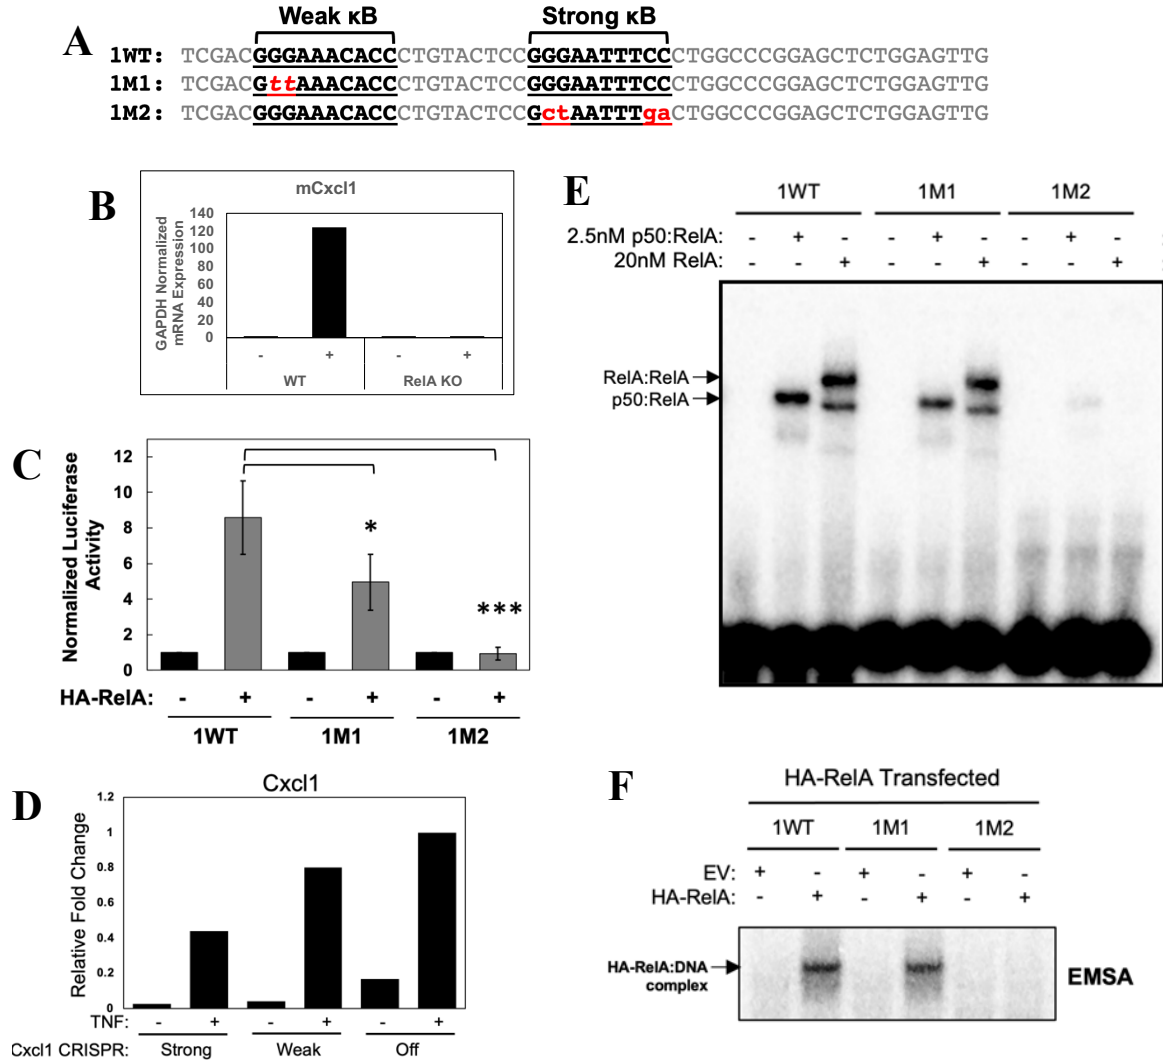 A
Weak κB Strong κB
1WT: TCGACGGGAAACACCCTGTACTCCGGGAATTTCCCTGGCCCGGAGCTCTGGAGTTG
1M1: TCGACGttAAACACCCTGTACTCCGGGAATTTCCCTGGCCCGGAGCTCTGGAGTTG
1M2: TCGACGGGAAACACCCTGTACTCCGctAATTTgaCTGGCCCGGAGCTCTGGAGTTG
B
mCxcl1
GAPDH Normalized
mRNA Expression
140
120
100
80
60
40
20
0
- + - +
WT RelA KO
C
Normalized Luciferase
Activity
12
10
8
6
4
2
0
*
***
HA-RelA: - + - + - +
1WT 1M1 1M2
D
Cxcl1
Relative Fold Change
1.2
1
0.8
0.6
0.4
0.2
0
TNF: - + - + - +
Cxcl1 CRISPR: Strong Weak Off
E
1WT 1M1 1M2
2.5nM p50:RelA: - + - - + - - + -
20nM RelA: - - + - - + - - +
RelA:RelA
p50:RelA
F
HA-RelA Transfected
1WT 1M1 1M2
EV: + - + - + -
HA-RelA: - + - + - +
HA-RelA:DNA
complex
EMSA